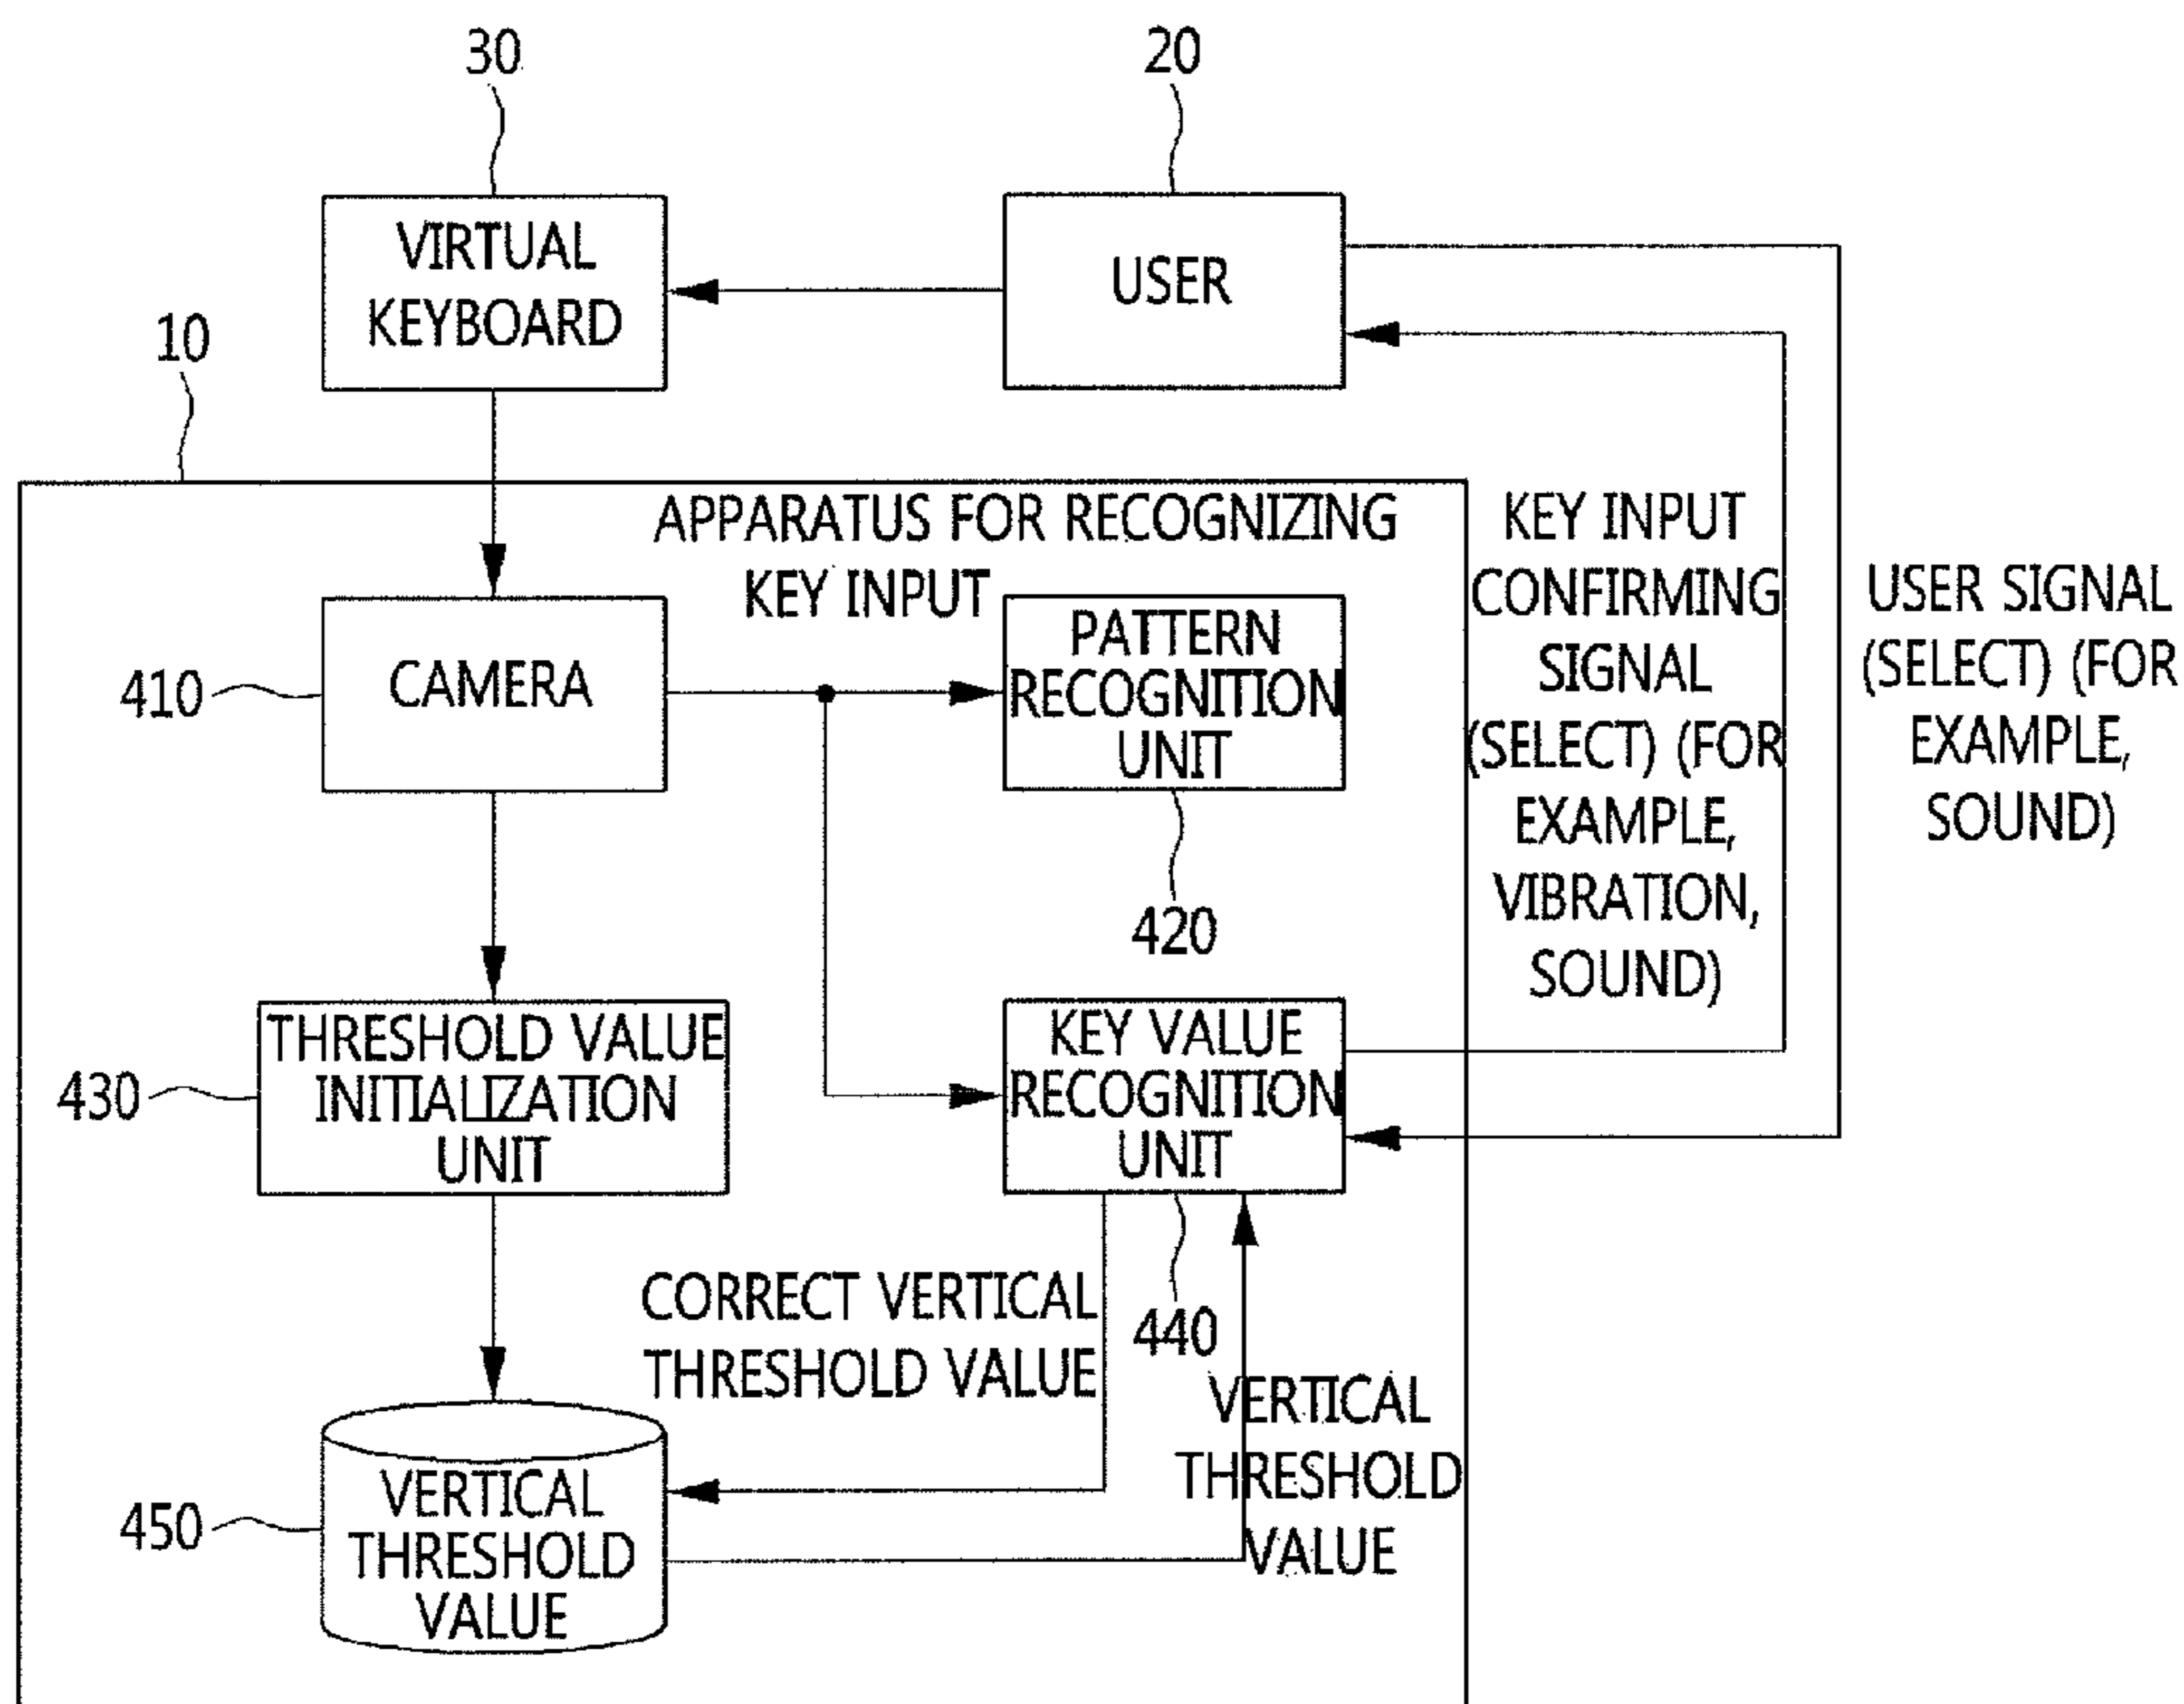 30
20
VIRTUAL
KEYBOARD
USER
10
APPARATUS FOR RECOGNIZING
KEY INPUT
CAMERA
410
PATTERN
RECOGNITION
UNIT
420
KEY INPUT
CONFIRMING
SIGNAL
(SELECT) (FOR
EXAMPLE,
VIBRATION,
SOUND)
USER SIGNAL
(SELECT) (FOR
EXAMPLE,
SOUND)
THRESHOLD VALUE
INITIALIZATION
UNIT
430
KEY VALUE
RECOGNITION
UNIT
440
CORRECT VERTICAL
THRESHOLD VALUE
VERTICAL
THRESHOLD
VALUE
450
VERTICAL
THRESHOLD
VALUE